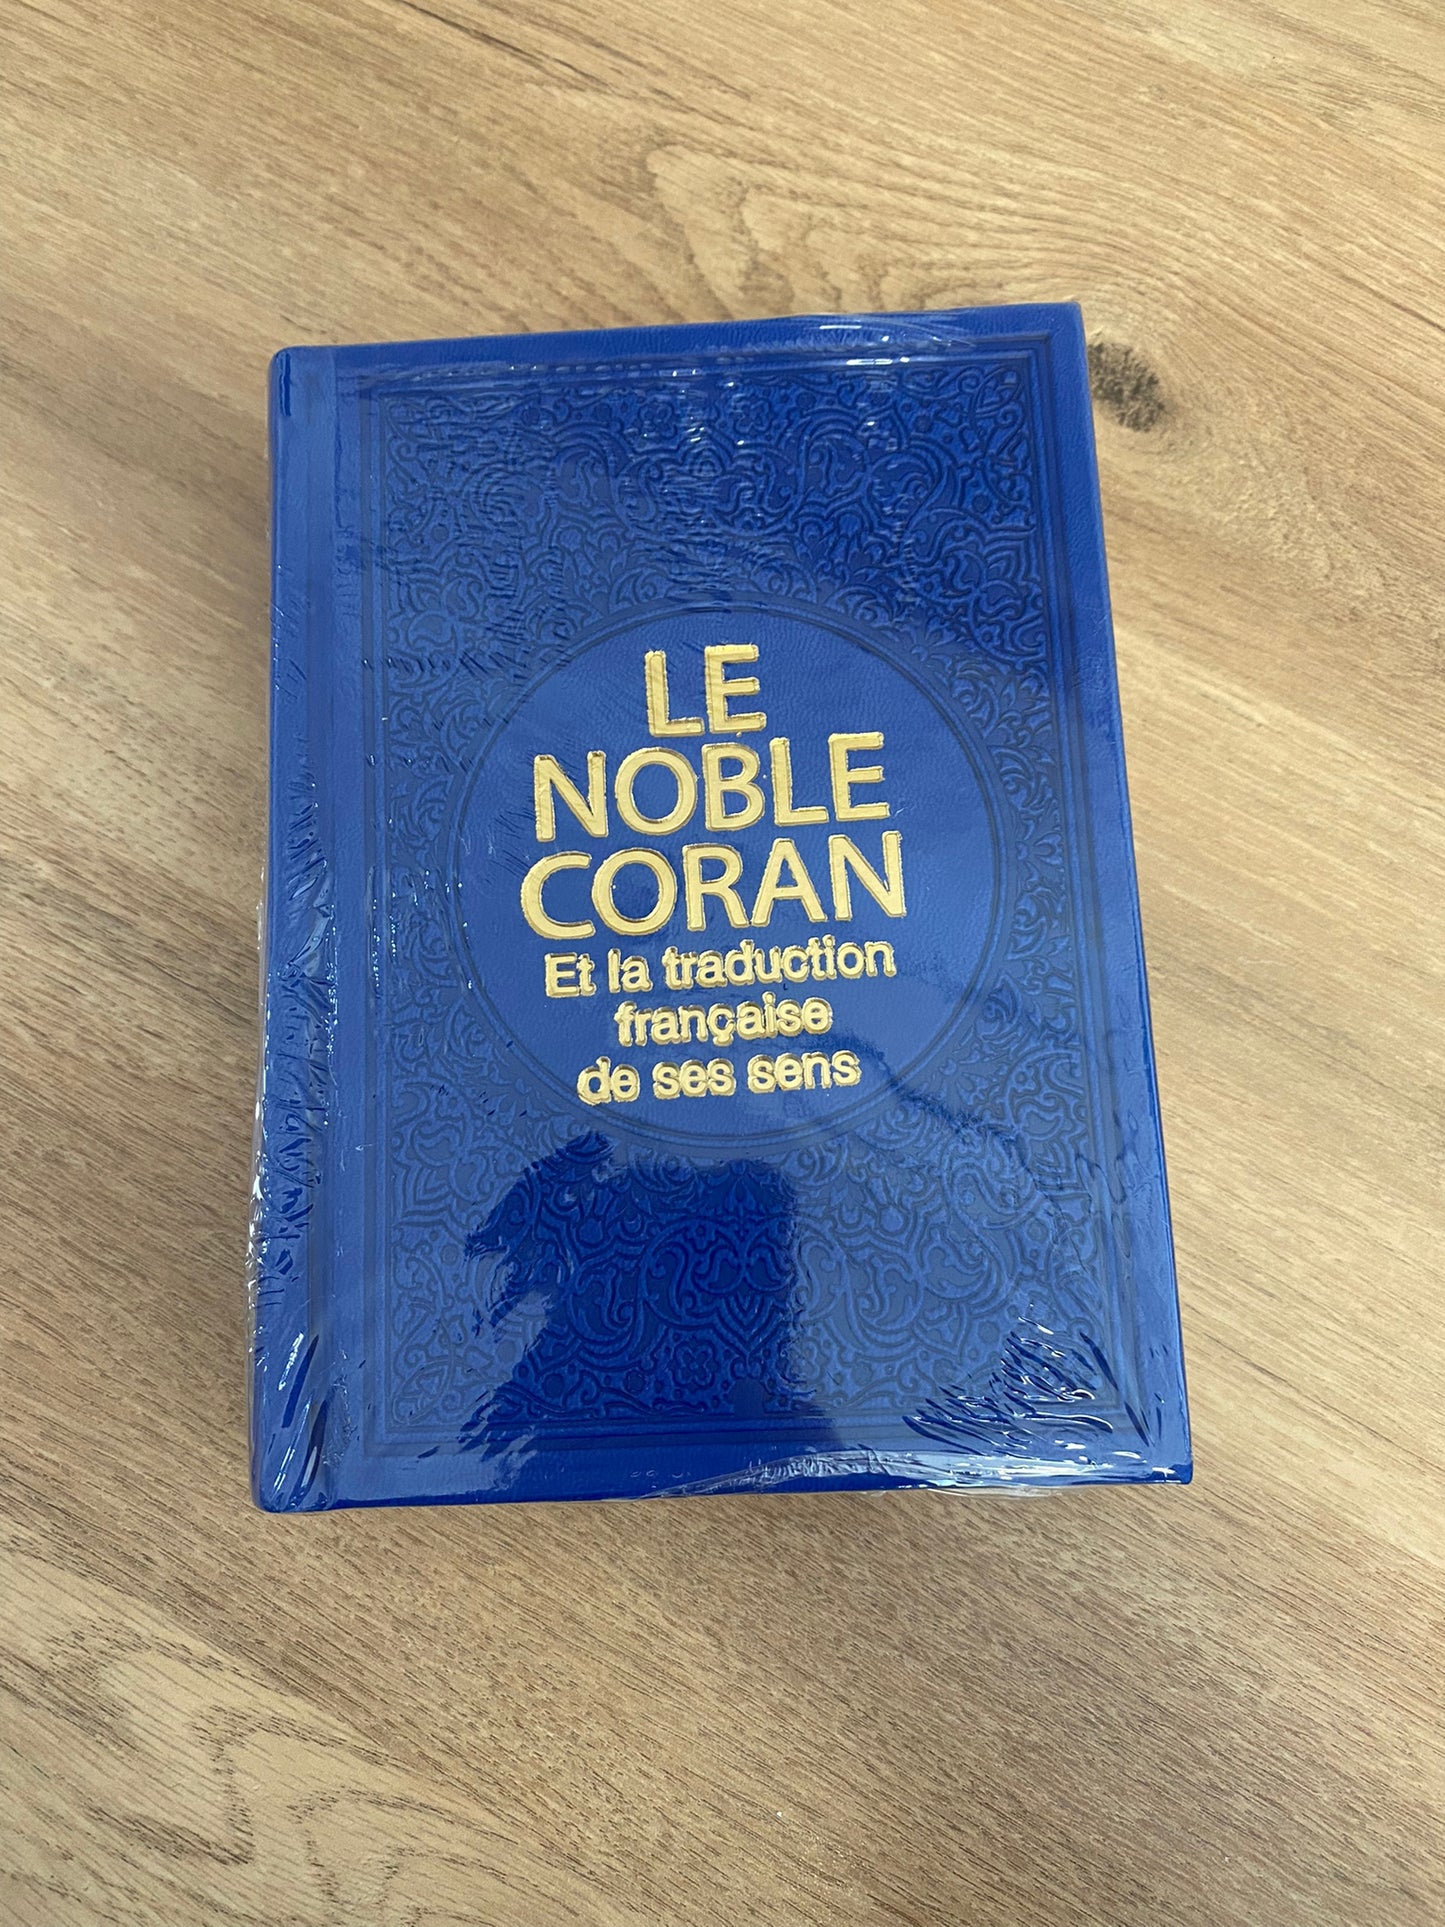 LE
NOBLE
CORAN
Et la traduction
française
de ses sens